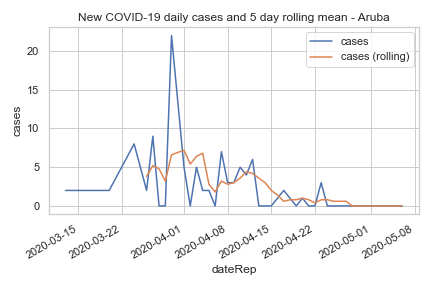 New COVID-19 daily cases and 5 day rolling mean - Aruba
cases
cases (rolling)
cases
20
15
10
5
0
2020-03-15
2020-03-22
2020-04-01
2020-04-08
2020-04-15
2020-04-22
2020-05-01
2020-05-08
dateRep